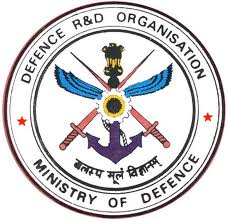 DEFENCE R&D ORGANISATION
बलस्य मूलं विज्ञानम्
MINISTRY OF DEFENCE